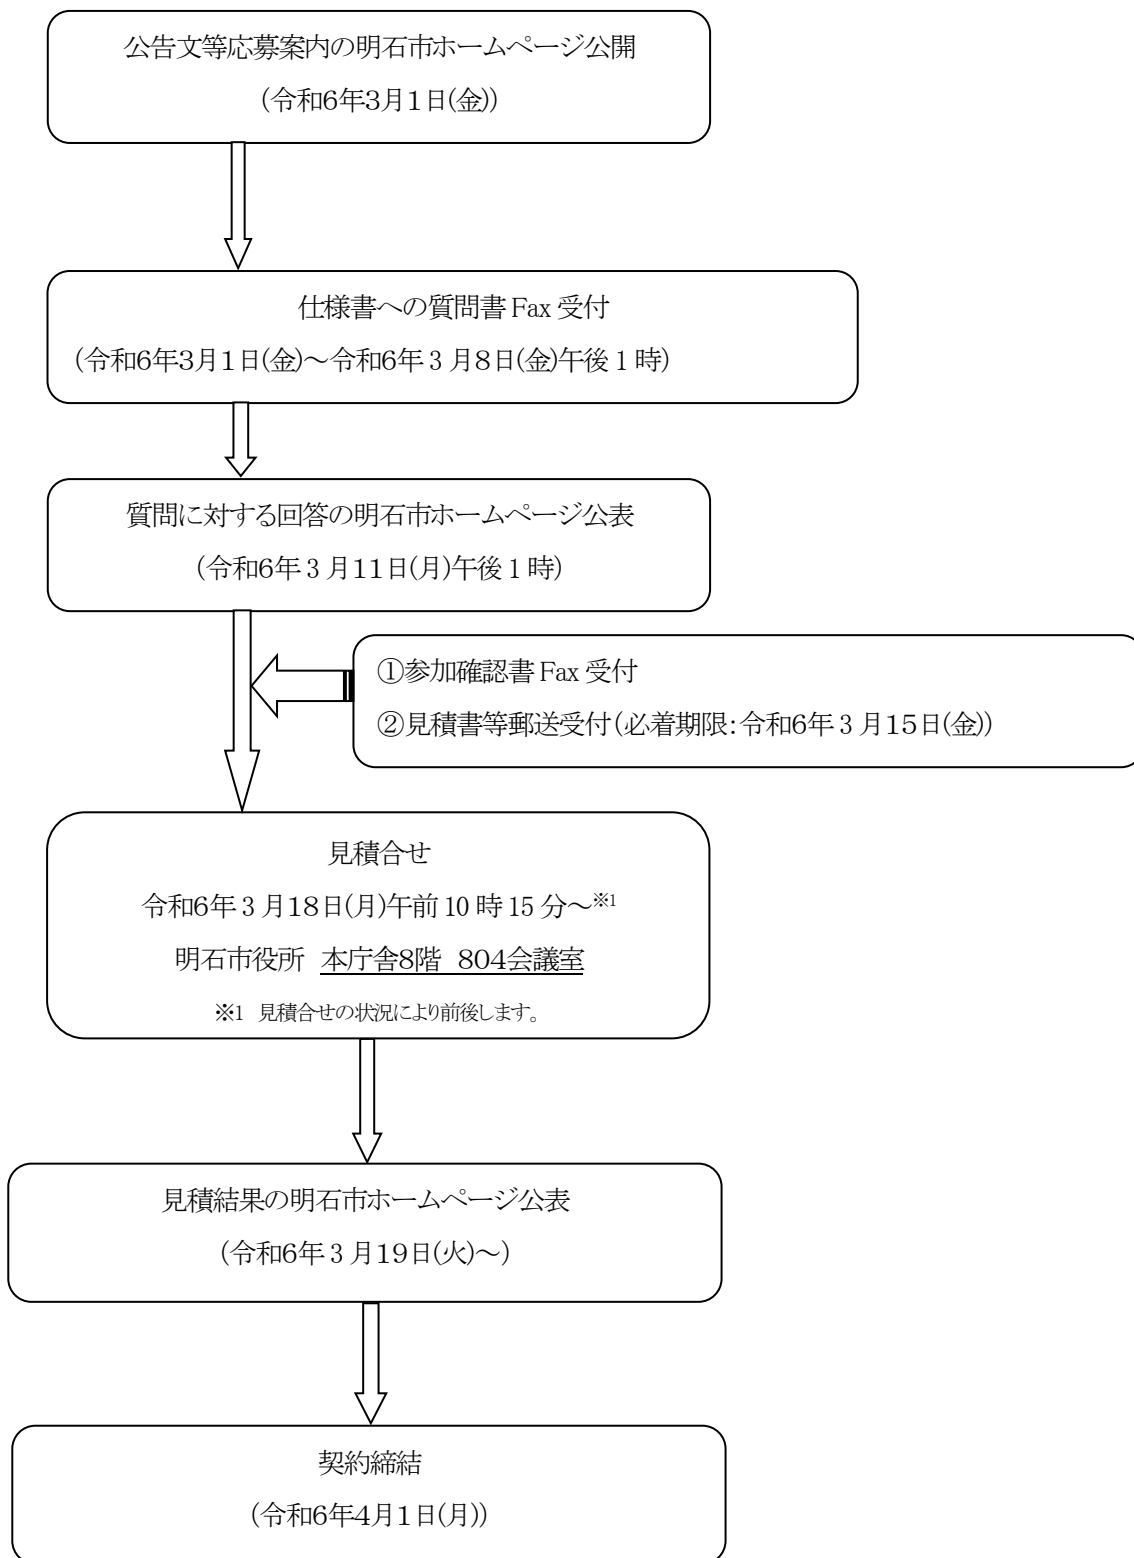 公告文等応募案内の明石市ホームページ公開
(令和6年3月1日(金))
仕様書への質問書 Fax 受付
(令和6年3月1日(金)～令和6年 3 月8日(金)午後 1 時)
質問に対する回答の明石市ホームページ公表
(令和6年 3 月11日(月)午後 1 時)
①参加確認書 Fax 受付
②見積書等郵送受付(必着期限:令和6年 3 月15日(金))
見積合せ
令和6年 3 月18日(月)午前 10 時 15 分～※1
明石市役所 本庁舎8階 804会議室
※1 見積合せの状況により前後します。
見積結果の明石市ホームページ公表
(令和6年 3 月19日(火)～)
契約締結
(令和6年4月1日(月))